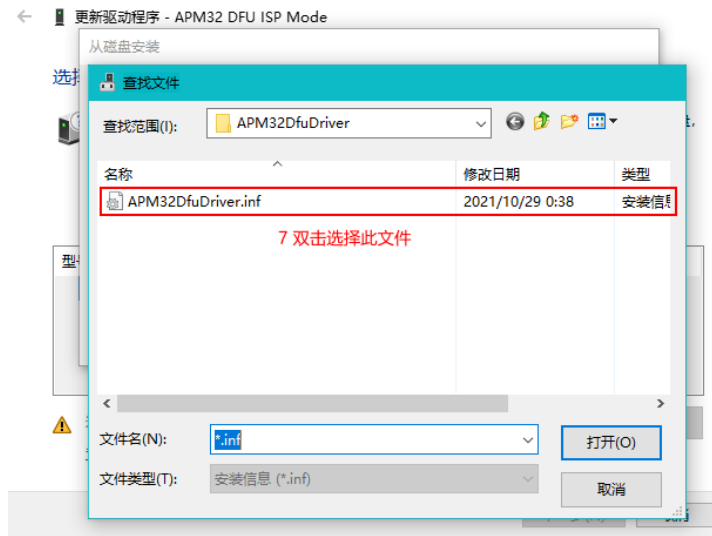 更新驱动程序 - APM32 DFU ISP Mode
从磁盘安装
查找文件
查找范围(I): APM32DfuDriver
名称 修改日期 类型
APM32DfuDriver.inf 2021/10/29 0:38 安装信息
7 双击选择此文件
文件名(N): *.inf 打开(O)
文件类型(T): 安装信息 (*.inf) 取消